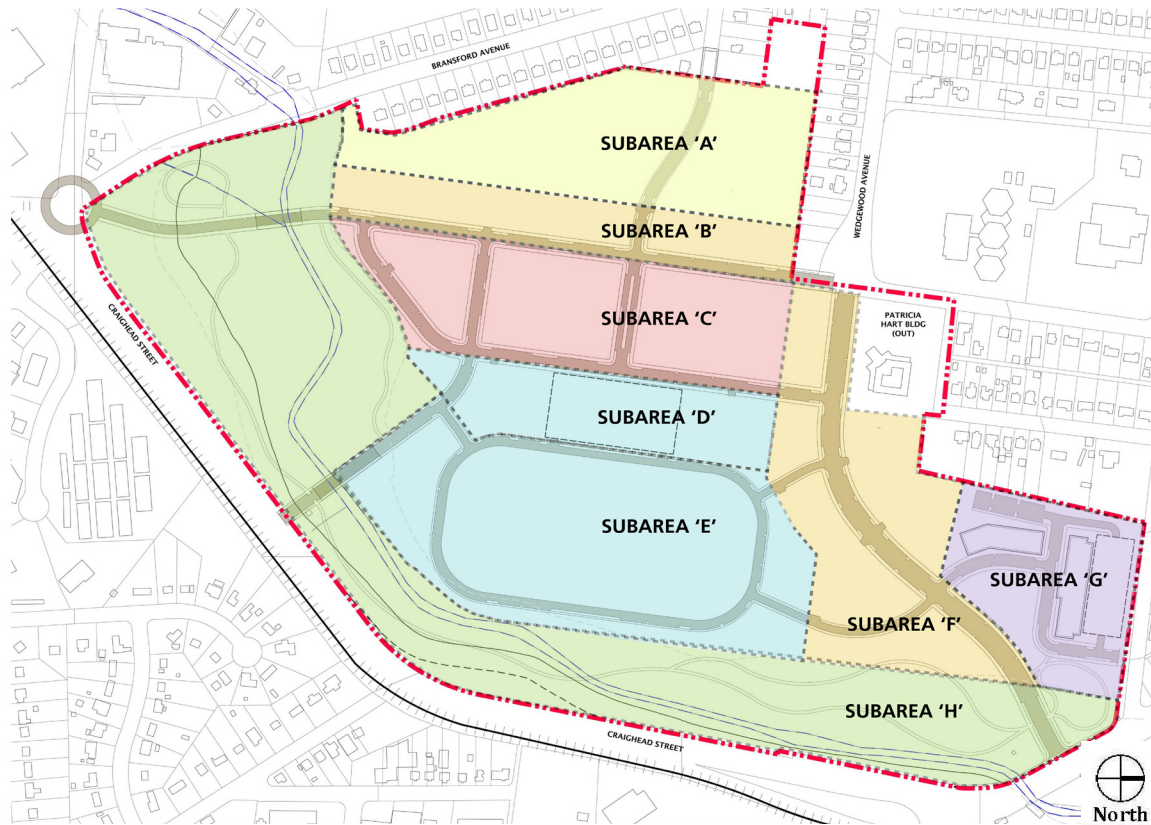 BRANSFORD AVENUE
SUBAREA ‘A’
WEDGEWOOD AVENUE
SUBAREA ‘B’
CRAIGHEAD STREET
SUBAREA ‘C’
PATRICIA
HART BLDG
(OUT)
SUBAREA ‘D’
SUBAREA ‘E’
SUBAREA ‘G’
SUBAREA ‘F’
SUBAREA ‘H’
CRAIGHEAD STREET
North